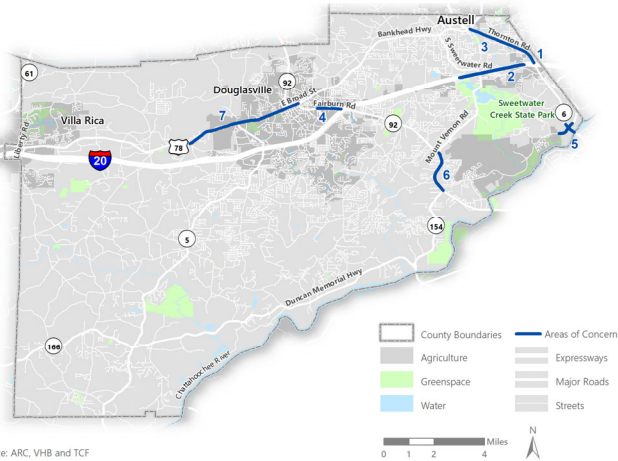 Austell
Bankhead Hwy
Thornton Rd
3
1
S Sweetwater Rd
2
61
92
Douglasville
E Broad St
Fairburn Rd
7
4
Sweetwater
Creek State Park
6
5
Villa Rica
Liberty Rd
78
20
92
Mount Vernon Rd
6
154
5
Duncan Memorial Hwy
166
Chattahoochee River
County Boundaries
Agriculture
Greenspace
Water
Areas of Concern
Expressways
Major Roads
Streets
N
Miles
0 1 2 4
e: ARC, VHB and TCF